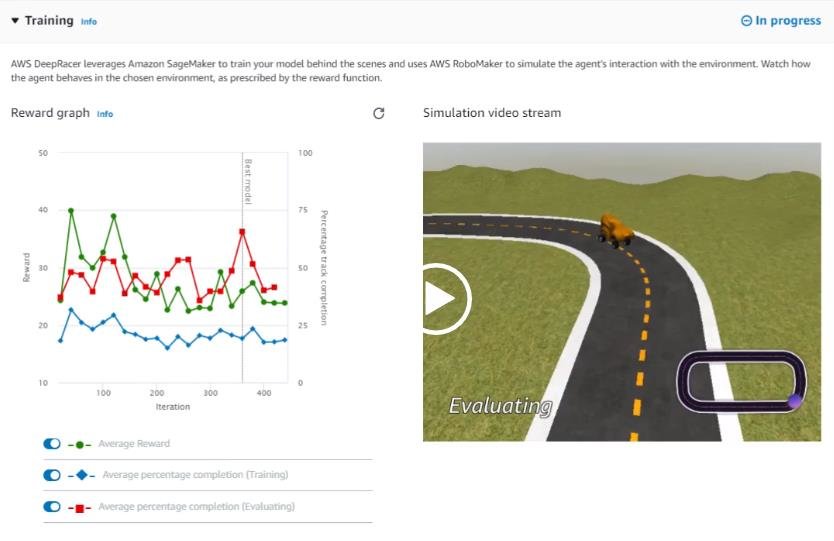 Training Info
In progress
AWS DeepRacer leverages Amazon SageMaker to train your model behind the scenes and uses AWS RoboMaker to simulate the agent's interaction with the environment. Watch how
the agent behaves in the chosen environment, as prescribed by the reward function.
Reward graph Info
50
40
30
20
10
Reward
Best model
100
75
50
25
0
Percentage track completion
100
200
300
400
Iteration
Average Reward
Average percentage completion (Training)
Average percentage completion (Evaluating)
Simulation video stream
Evaluating